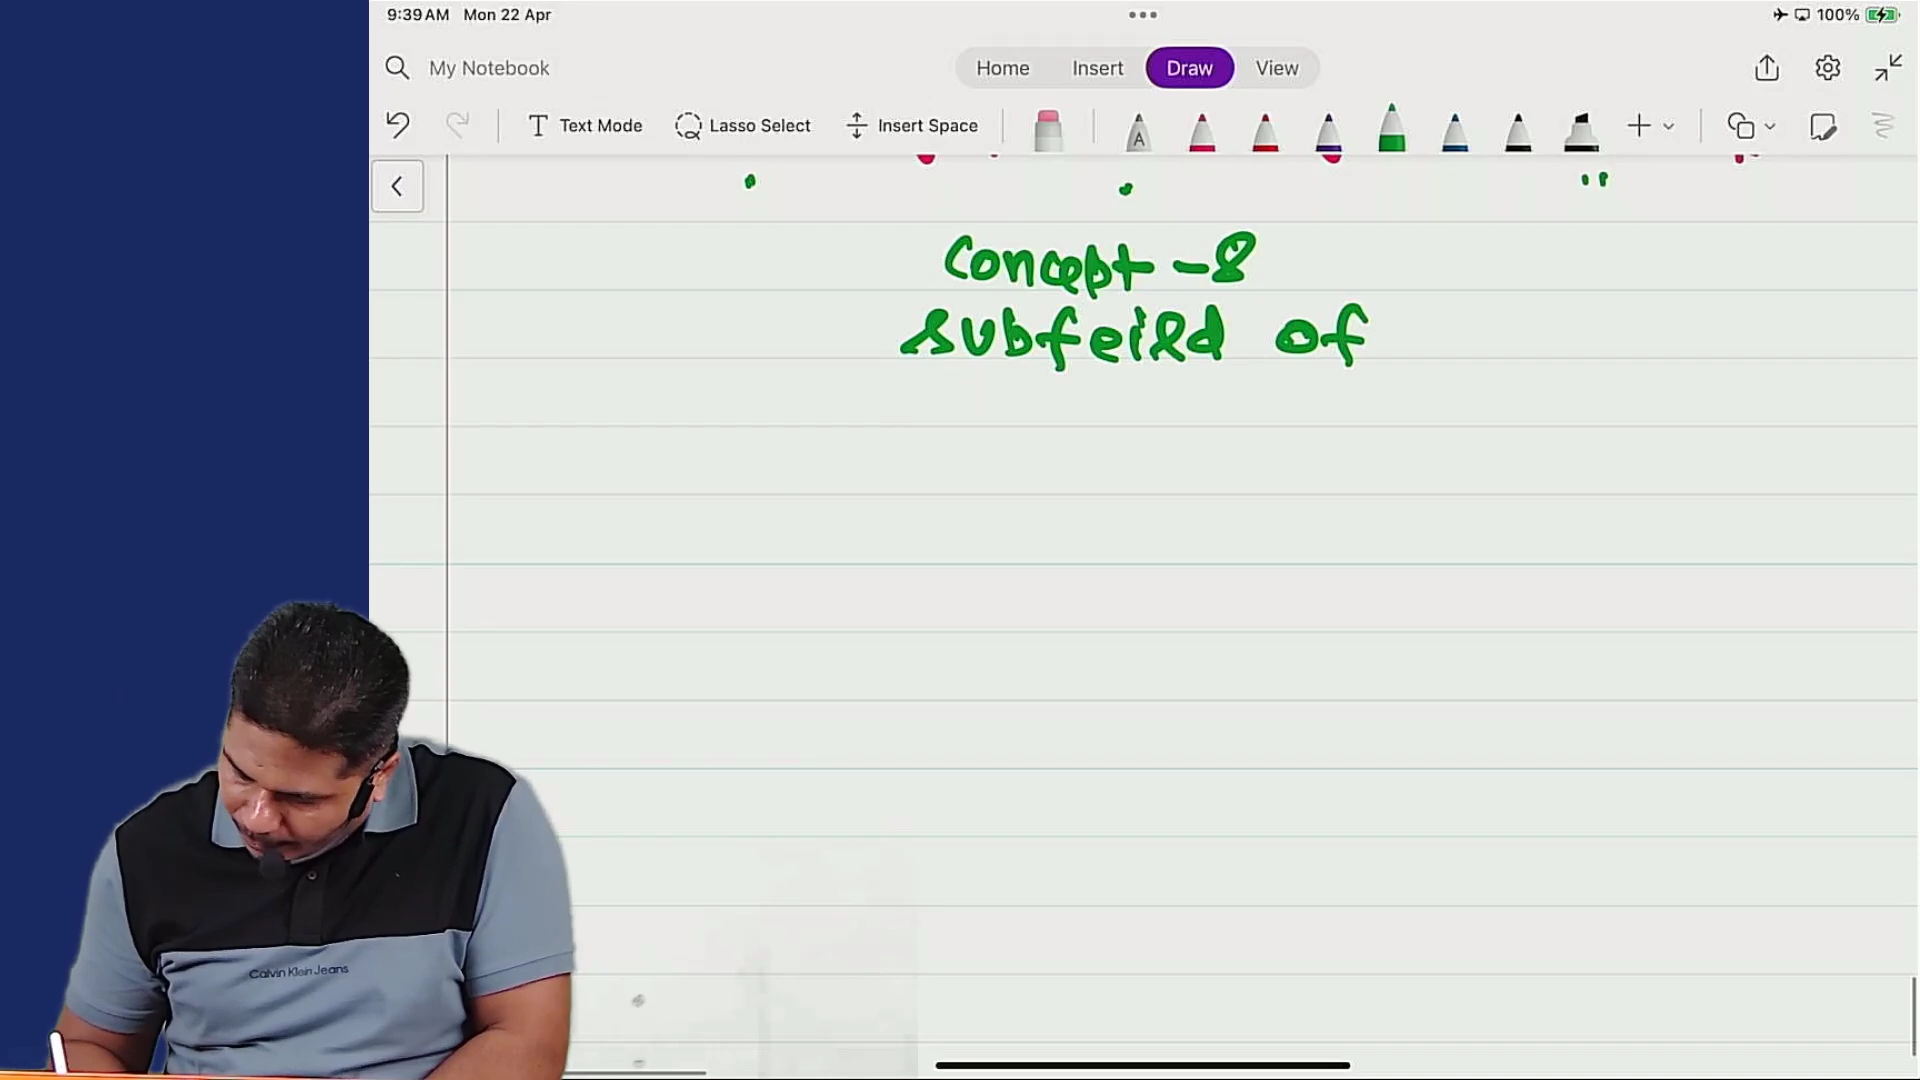 9:39 AM Mon 22 Apr
100%
My Notebook
Home Insert Draw View
Text Mode Lasso Select Insert Space
A
Concept - 8
subfeild of
Calvin Klein Jeans